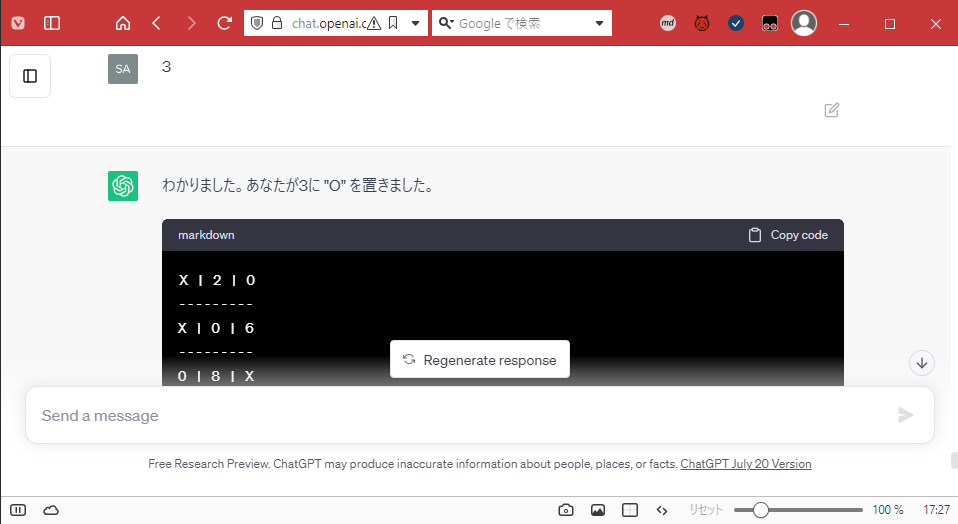 chat.openai.c
Google で検索
md
SA
3
わかりました。あなたが3に "O" を置きました。
markdown
Copy code
X | 2 | O
---------
X | O | 6
---------
O | 8 | X
Regenerate response
Send a message
Free Research Preview. ChatGPT may produce inaccurate information about people, places, or facts. ChatGPT July 20 Version
リセット
100 %
17:27